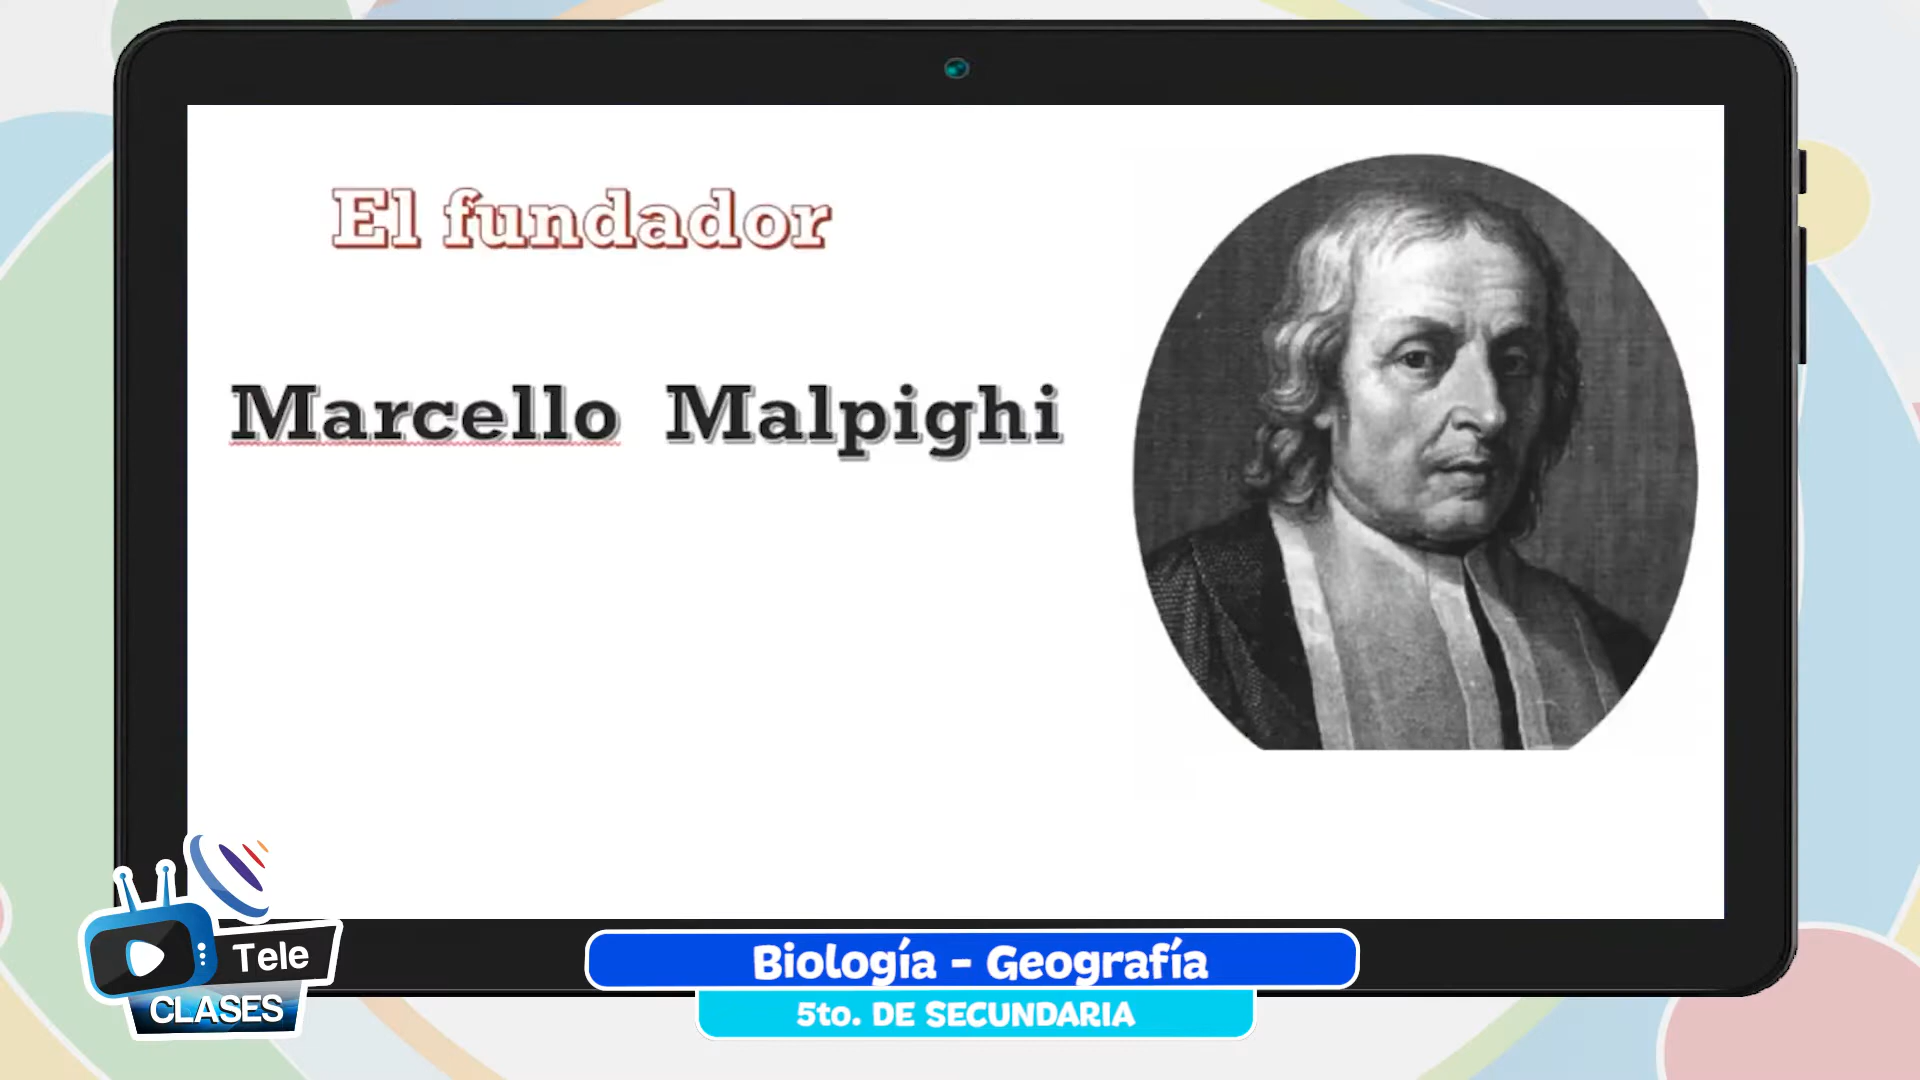 El fundador
Marcello Malpighi
Tele
CLASES
Biología - Geografía
5to. DE SECUNDARIA